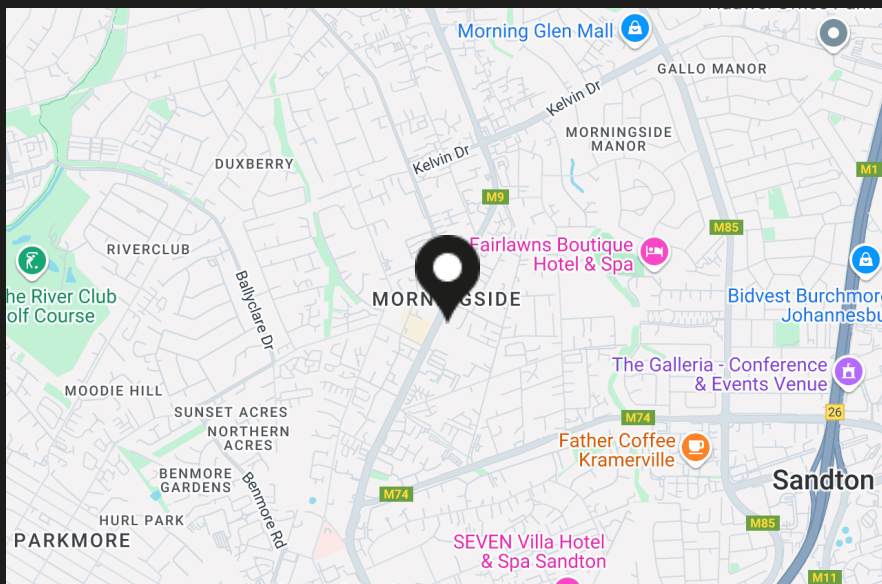 Morning Glen Mall
GALLO MANOR
Kelvin Dr
MORNINGSIDE
MANOR
DUXBERRY
Kelvin Dr
M1
M9
M85
RIVERCLUB
Fairlawns Boutique
Hotel & Spa
he River Club
olf Course
Ballyclare Dr
MORNINGSIDE
Bidvest Burchmor
Johannesbu
The Galleria - Conference
& Events Venue
MOODIE HILL
SUNSET ACRES
NORTHERN
ACRES
M74
26
Father Coffee
Kramerville
BENMORE
GARDENS
Benmore Rd
M74
Sandton
HURL PARK
PARKMORE
M85
SEVEN Villa Hotel
& Spa Sandton
M11